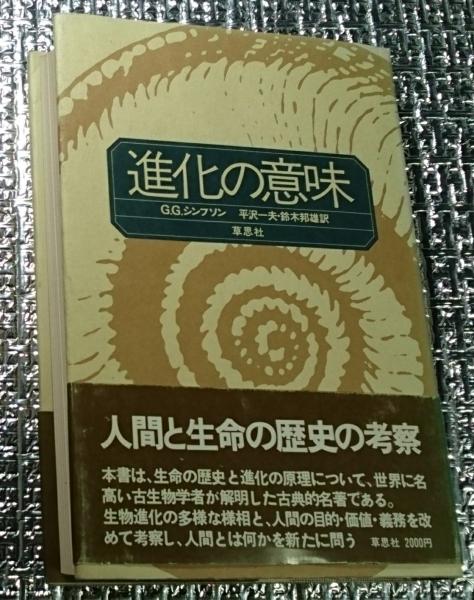 進化の意味
G.G.シンプソン 平沢一夫・鈴木邦雄訳
草思社
人間と生命の歴史の考察
本書は、生命の歴史と進化の原理について、世界に名
高い古生物学者が解明した古典的名著である。
生物進化の多様な様相と、人間の目的・価値・義務を改
めて考察し、人間とは何かを新たに問う 草思社 2000円